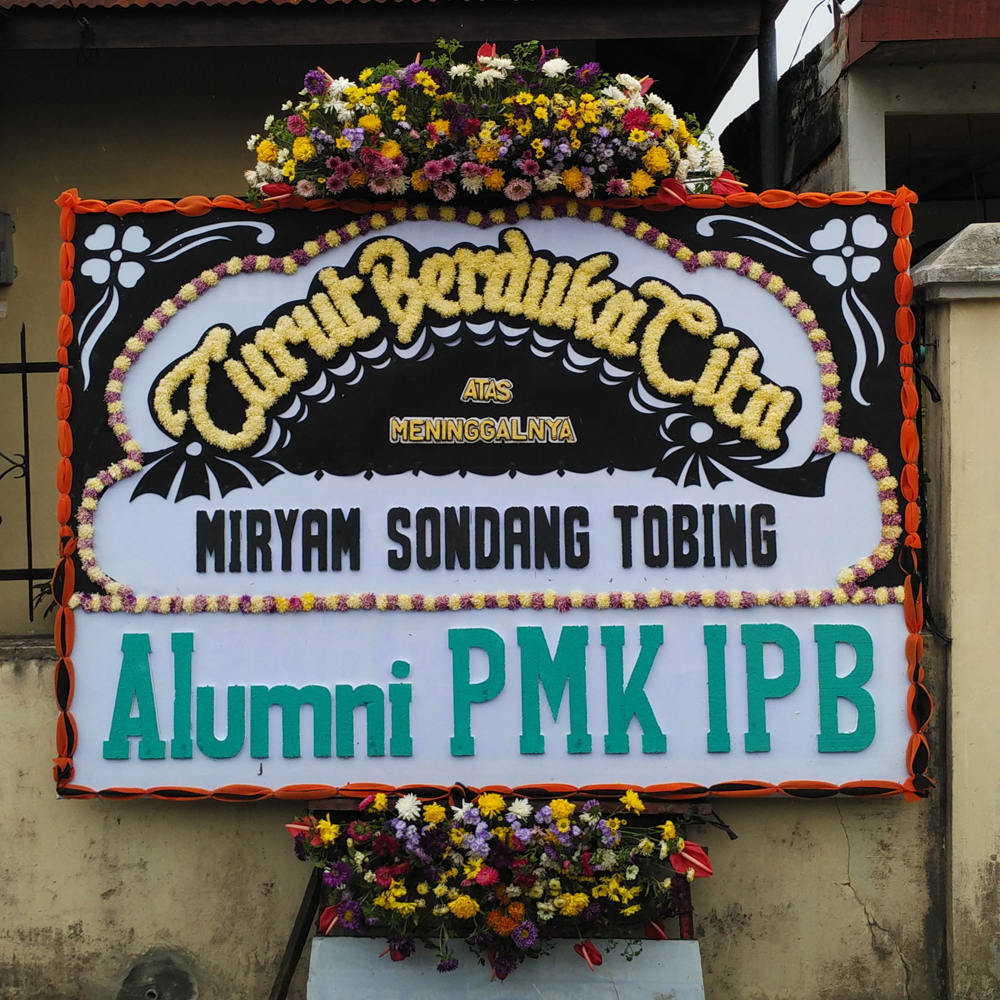 Turut Berduka Cita
ATAS
MENINGGALNYA
MIRYAM SONDANG TOBING
Alumni PMK IPB